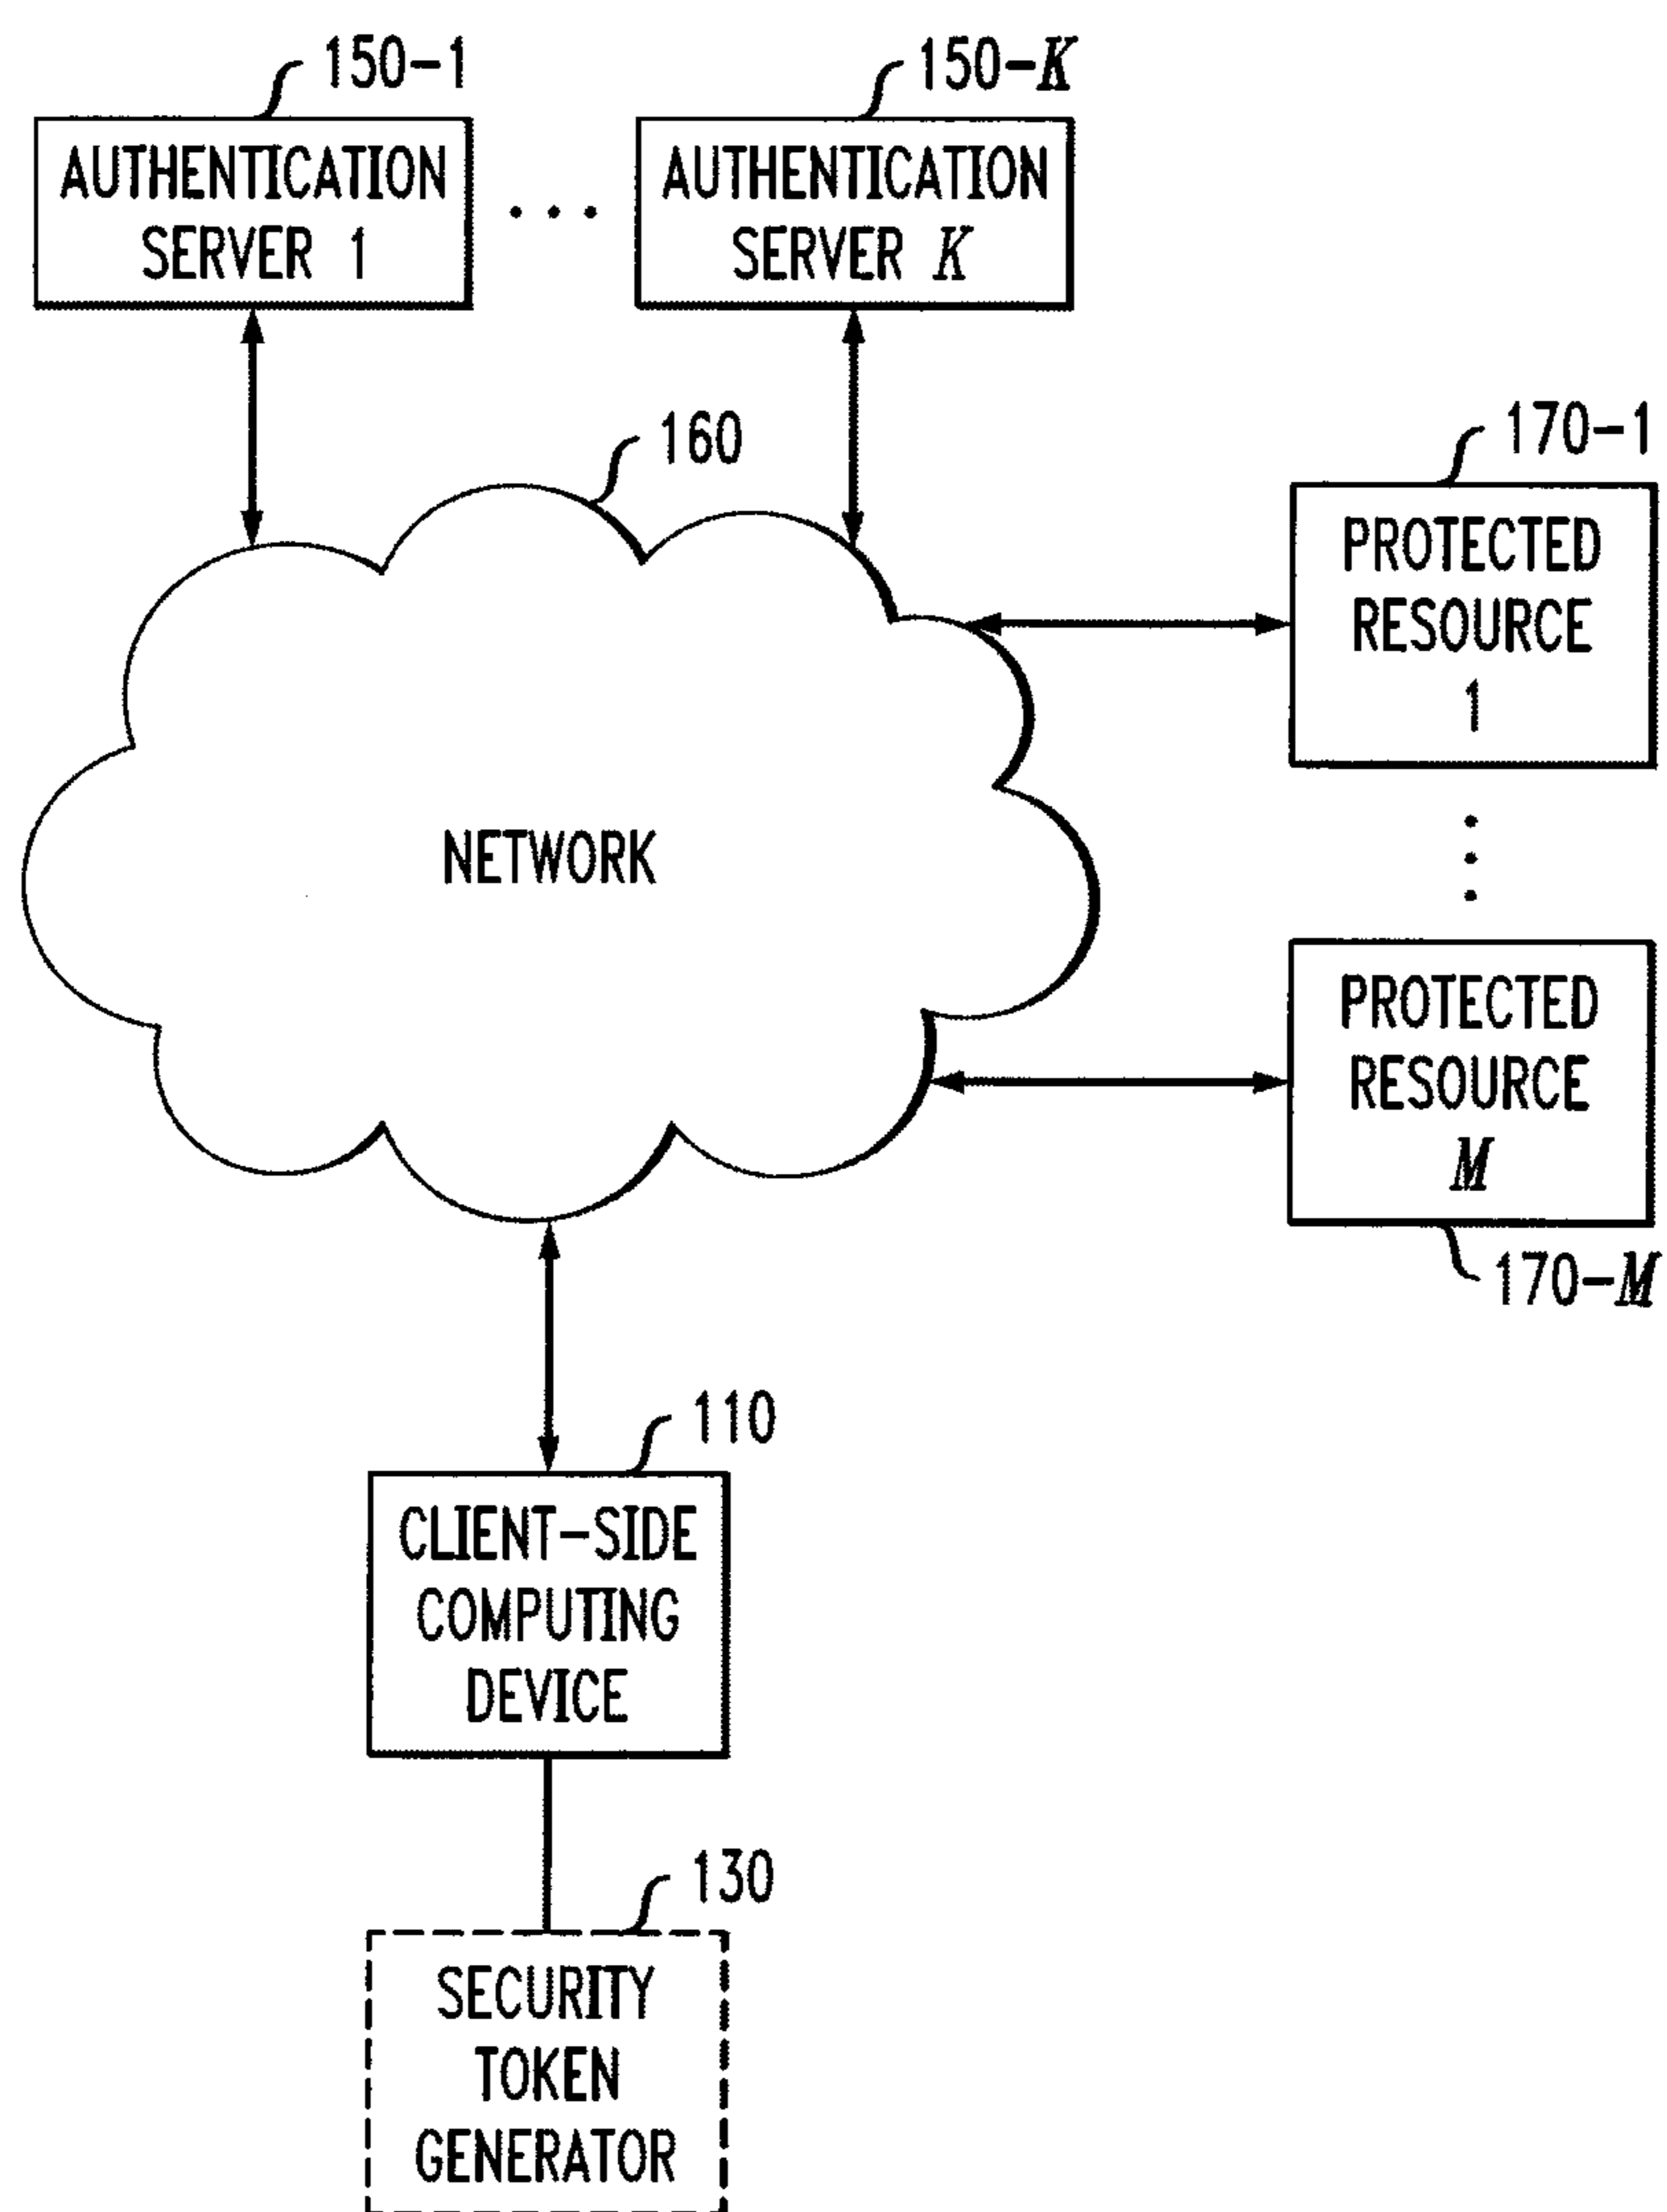 150-1
150-K
AUTHENTICATION
SERVER 1
AUTHENTICATION
SERVER K
160
170-1
PROTECTED
RESOURCE
1
NETWORK
PROTECTED
RESOURCE
M
170-M
110
CLIENT-SIDE
COMPUTING
DEVICE
130
SECURITY
TOKEN
GENERATOR